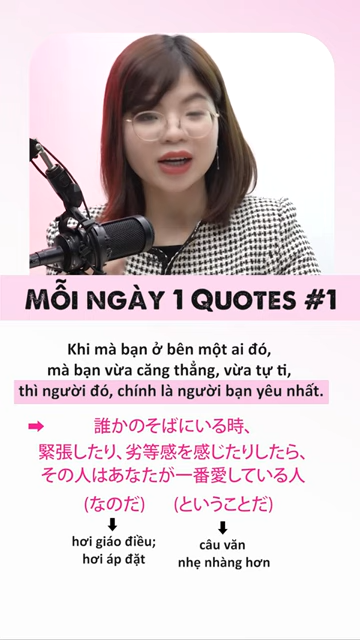 MỖI NGÀY 1 QUOTES #1
Khi mà bạn ở bên một ai đó,
mà bạn vừa căng thẳng, vừa tự ti,
thì người đó, chính là người bạn yêu nhất.
➡ 誰かのそばにいる時、
緊張したり、劣等感を感じたりしたら、
その人はあなたが一番愛している人
(なのだ) (ということだ)
hơi giáo điều;
hơi áp đặt
câu văn
nhẹ nhàng hơn